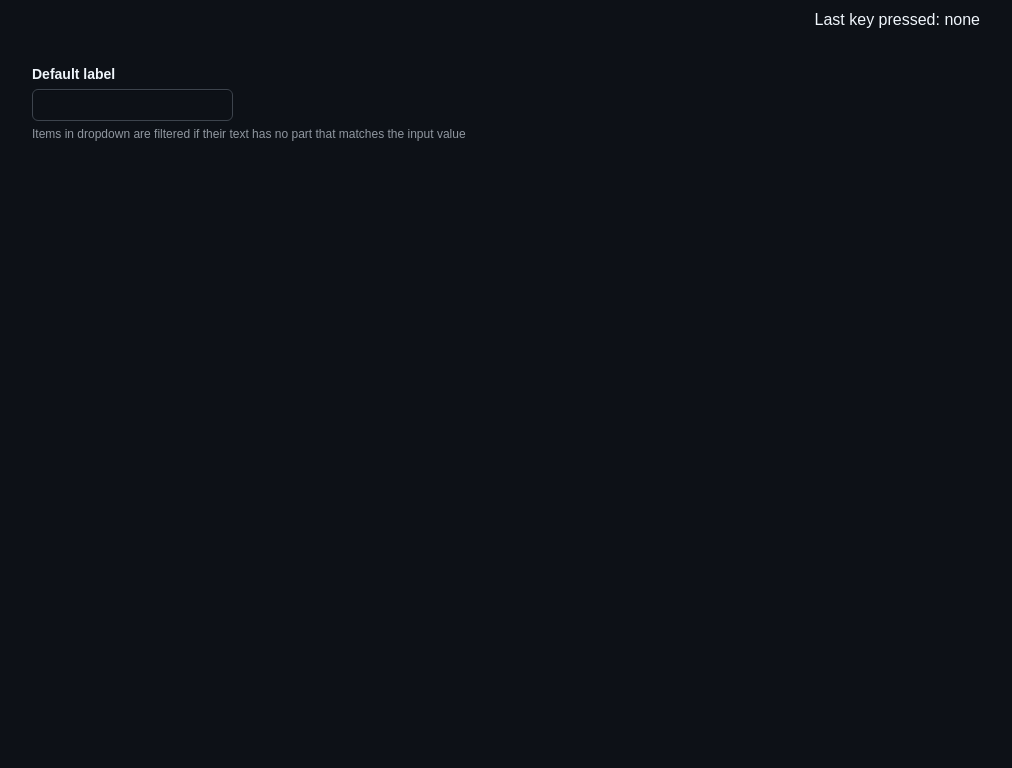 Last key pressed: none
Default label
Items in dropdown are filtered if their text has no part that matches the input value